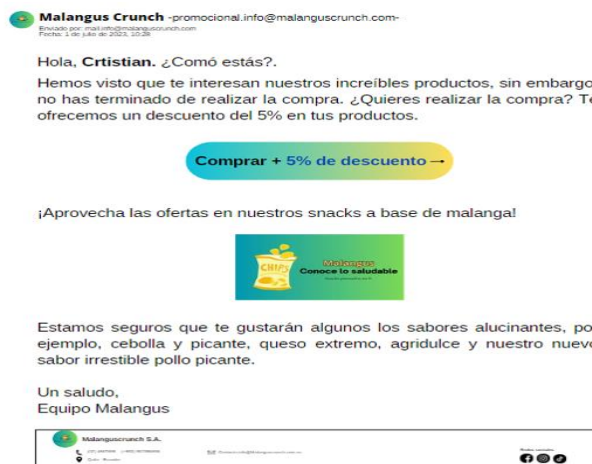 Malangus Crunch -promocional.info@malanguscrunch.com-
Enviado por: mail.info@malanguscrunch.com
Fecha: 1 de julio de 2023, 10:28
Hola, Crtistian. ¿Comó estás?.
Hemos visto que te interesan nuestros increíbles productos, sin embargo
no has terminado de realizar la compra. ¿Quieres realizar la compra? Te
ofrecemos un descuento del 5% en tus productos.
Comprar + 5% de descuento→
¡Aprovecha las ofertas en nuestros snacks a base de malanga!
CHIPS
Malangus
Conoce lo saludable
Estamos seguros que te gustarán algunos los sabores alucinantes, po
ejemplo, cebolla y picante, queso extremo, agridulce y nuestro nuevo
sabor irrestible pollo picante.
Un saludo,
Equipo Malangus
Malanguscrunch S.A.
Redes sociales
Quito - Ecuador